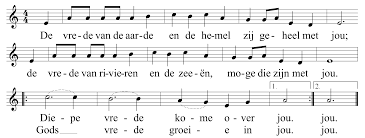 De vre - de van de aar - de en de he - mel zij ge - heel met jou;
de vre - de van ri - vie - ren en de zee - ën, mo - ge die zijn met jou.
1. 2.
Die - pe vre - de ko - me o - ver jou. jou.
Gods vre - de groei - e in jou. jou.